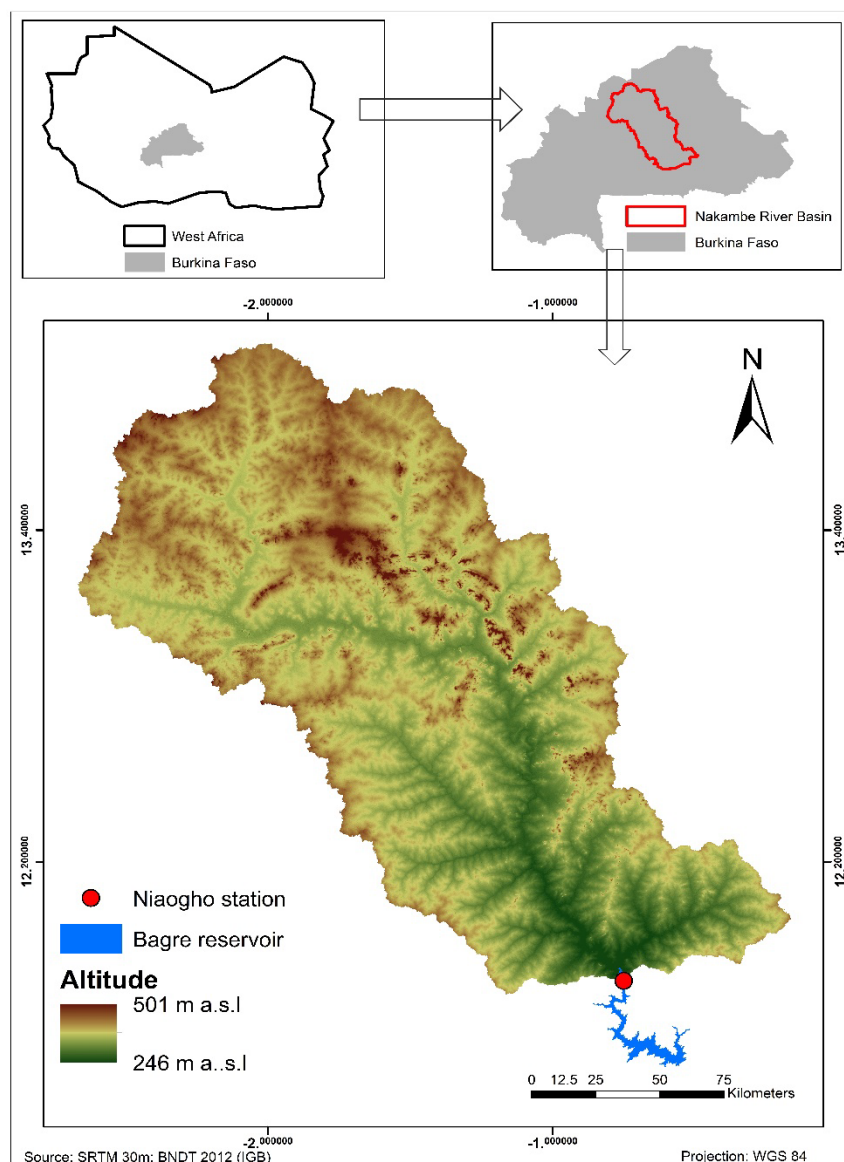 West Africa
Burkina Faso
Nakambe River Basin
Burkina Faso
-2.000000
-1.000000
N
13.400000
13.400000
12.200000
12.200000
Niaogho station
Bagre reservoir
Altitude
501 m a.s.l
246 m a..s.l
0 12.5 25 50 75
Kilometers
-2.000000
-1.000000
Source: SRTM 30m; BNDT 2012 (IGB)
Projection: WGS 84